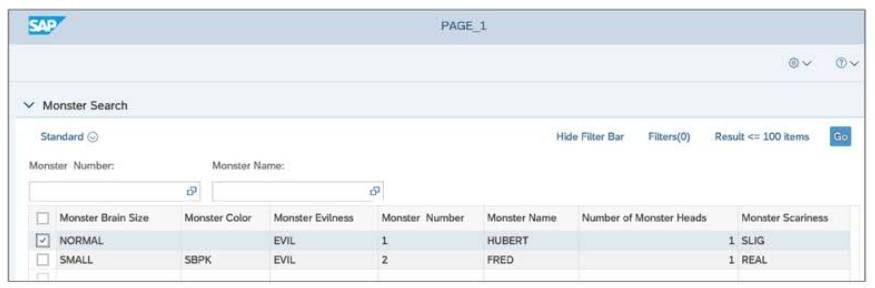 SAP PAGE_1
Monster Search
Standard Hide Filter Bar Filters(0) Result <= 100 items Go
Monster Number: Monster Name:
Monster Brain Size Monster Color Monster Evilness Monster Number Monster Name Number of Monster Heads Monster Scariness
NORMAL EVIL 1 HUBERT 1 SLIG
SMALL SBPK EVIL 2 FRED 1 REAL